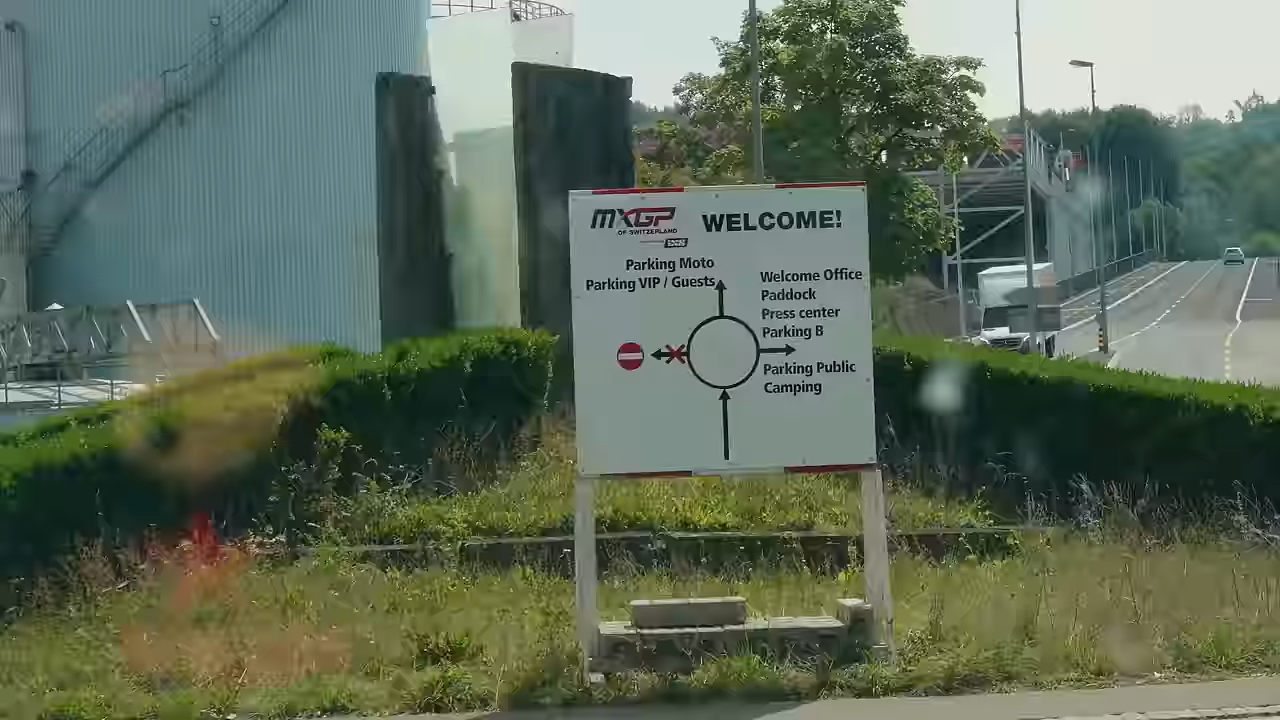 MXGP
OF SWITZERLAND
WELCOME!
Parking Moto
Parking VIP / Guests
Welcome Office
Paddock
Press center
Parking B
Parking Public
Camping